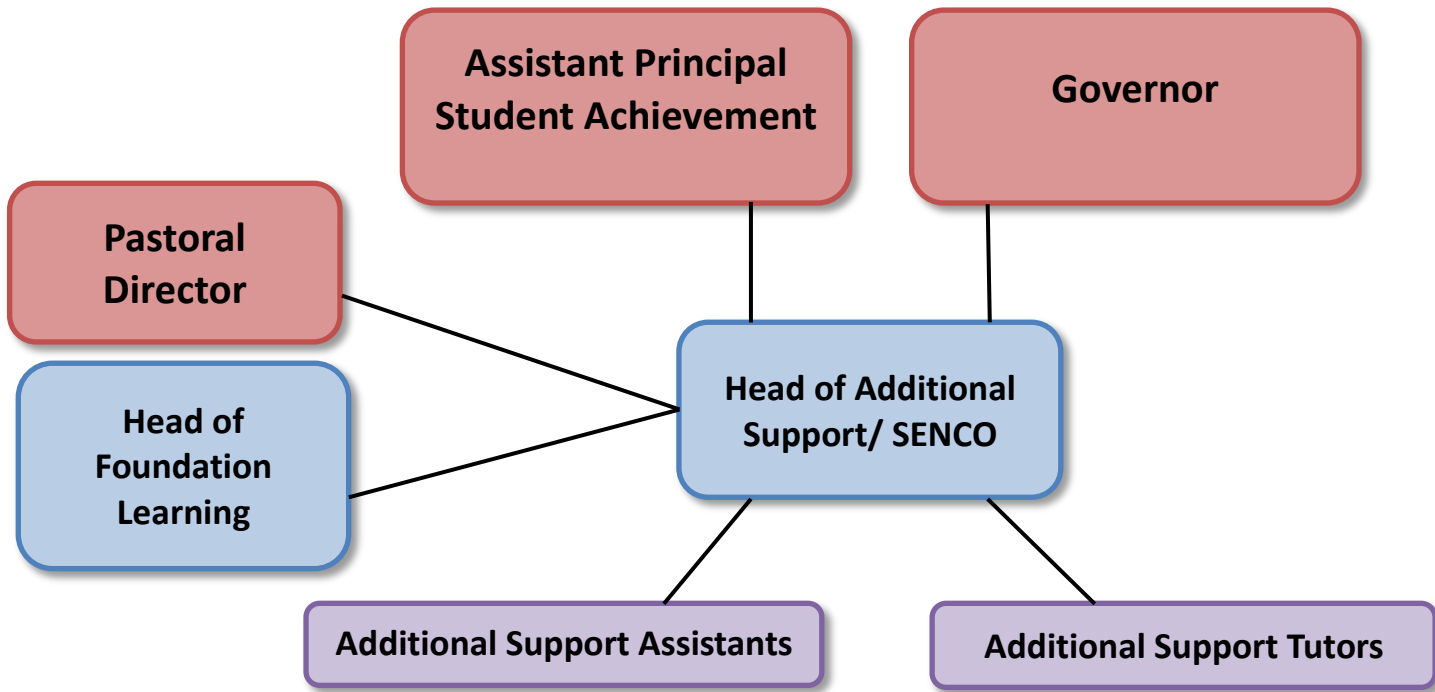 Assistant Principal
Student Achievement
Governor
Pastoral
Director
Head of
Foundation
Learning
Head of Additional
Support/ SENCO
Additional Support Assistants
Additional Support Tutors